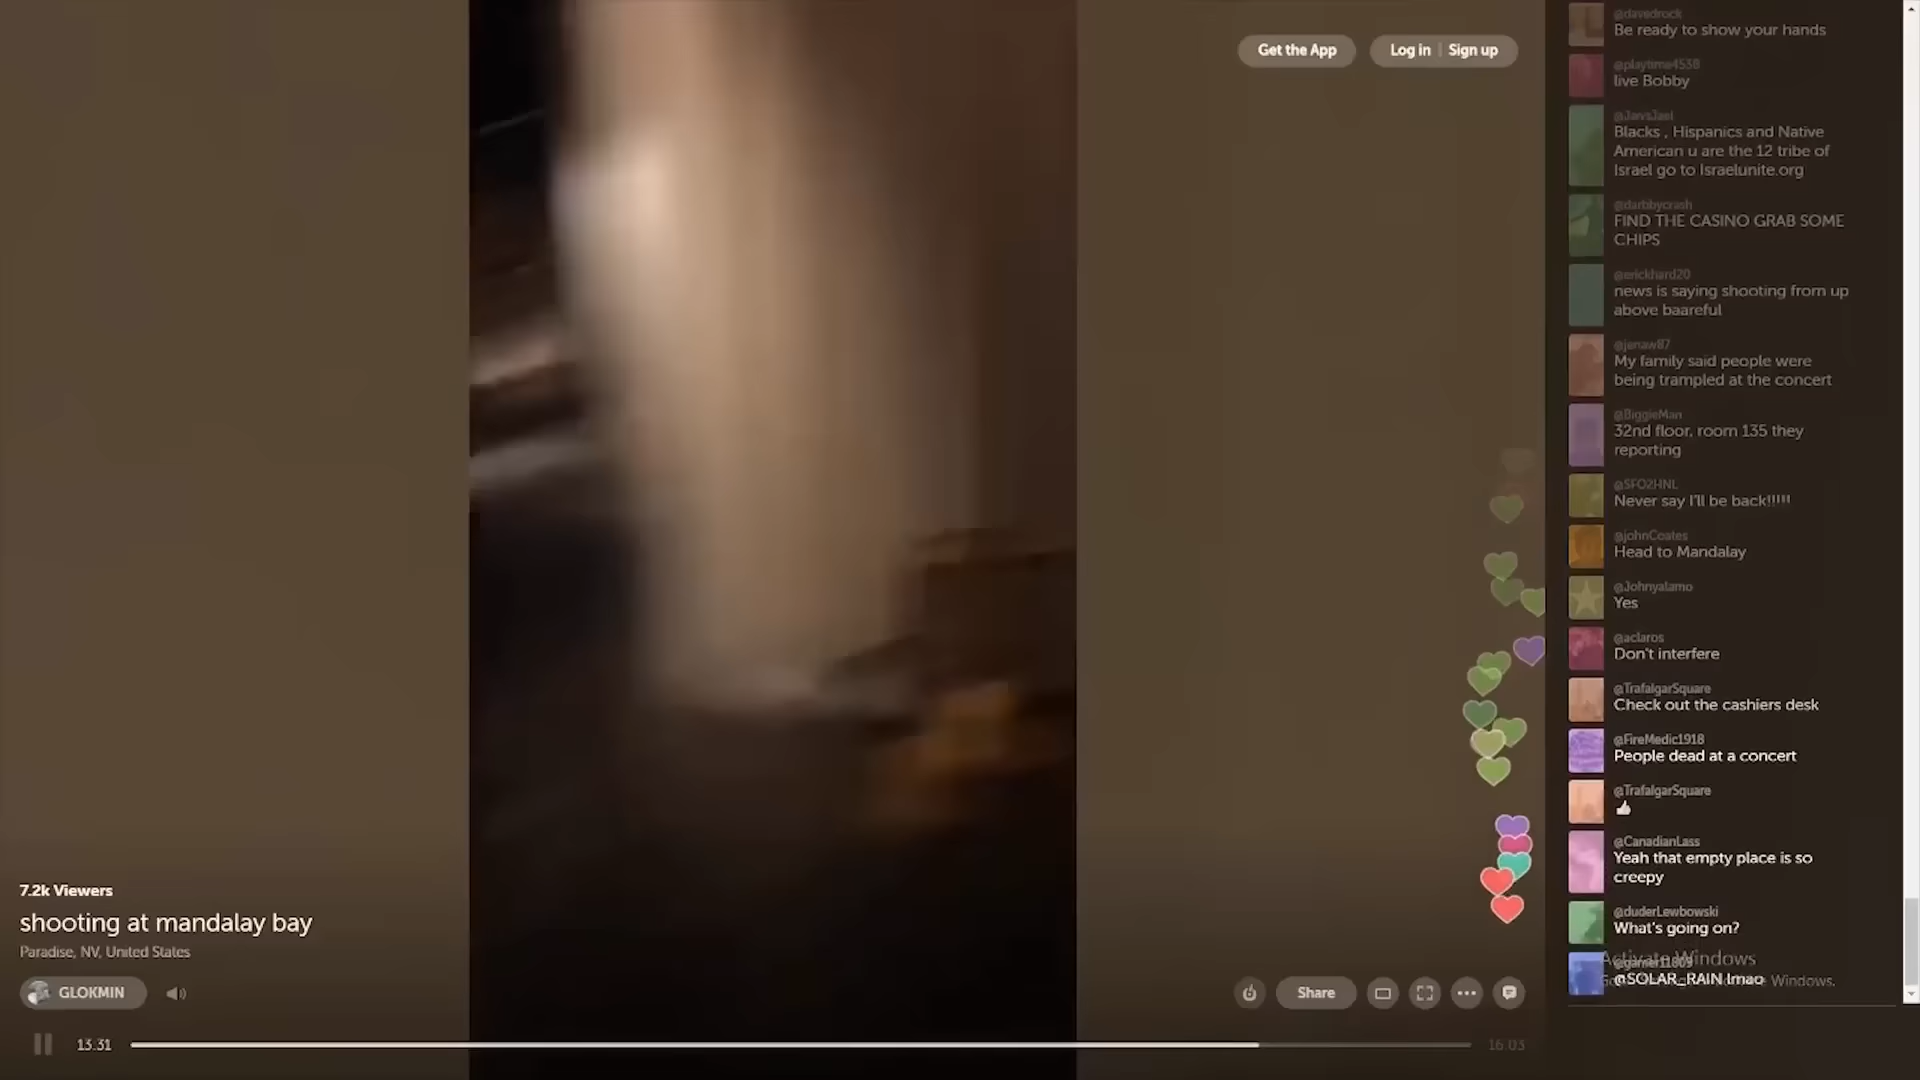 Get the App
Log in | Sign up
@davedrock
Be ready to show your hands
@playtime4538
live Bobby
Blacks , Hispanics and Native
American u are the 12 tribe of
Israel go to Israelunite.org
@darbbycrash
FIND THE CASINO GRAB SOME
CHIPS
@erickhard20
news is saying shooting from up
above baareful
@jenaw87
My family said people were
being trampled at the concert
@BiggieMan
32nd floor, room 135 they
reporting
@SFO2HNL
Never say I'll be back!!!!!
@johnCoates
Head to Mandalay
@Johnyalamo
Yes
@aclaros
Don't interfere
@TrafalgarSquare
Check out the cashiers desk
@FireMedic1918
People dead at a concert
@TrafalgarSquare
@CanadianLass
Yeah that empty place is so
creepy
@duderLewbowski
What's going on?
Activate Windows
@SOLAR_RAIN lmao
Windows.
7.2k Viewers
shooting at mandalay bay
Paradise, NV, United States
GLOKMIN
Share
13:31
16:03